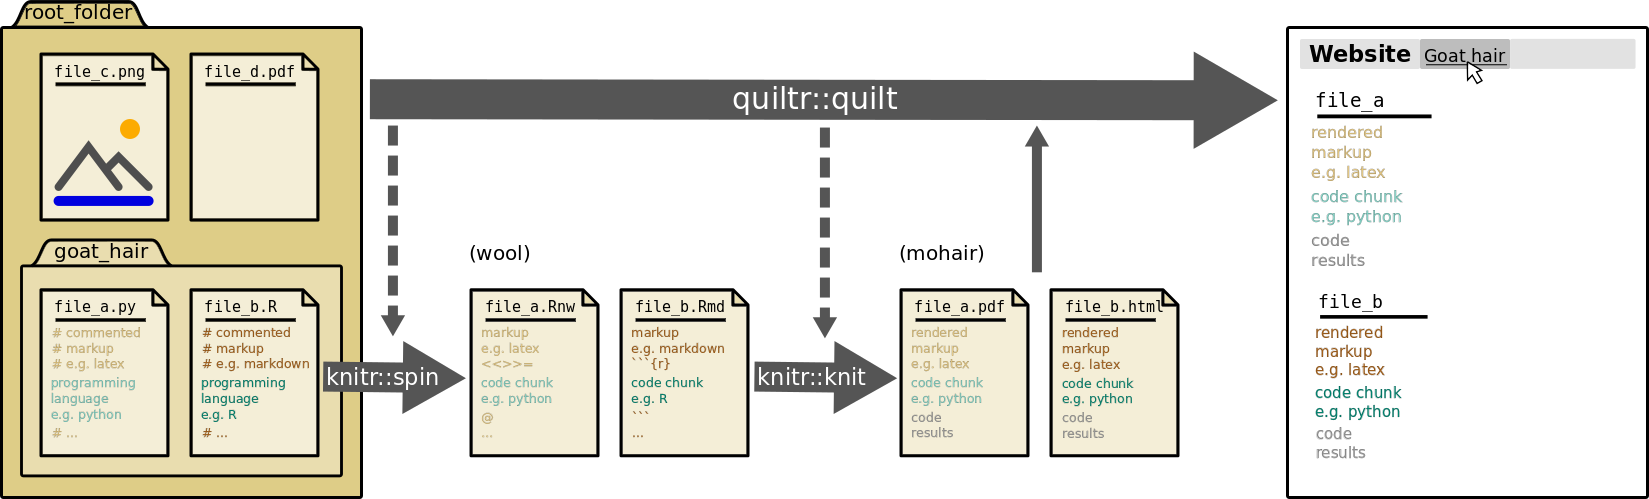 root_folder
file_c.png
file_d.pdf
quiltr::quilt
Website
Goat hair
file_a
rendered
markup
e.g. latex
code chunk
e.g. python
code
results
goat_hair
(wool)
(mohair)
file_a.py
# commented
# markup
# e.g. latex
programming
language
e.g. python
# ...
file_b.R
# commented
# markup
# e.g. markdown
programming
language
e.g. R
# ...
knitr::spin
file_a.Rnw
markup
e.g. latex
<<>>=
code chunk
e.g. python
@
...
file_b.Rmd
markup
e.g. markdown
```{r}
code chunk
e.g. R
```
...
knitr::knit
file_a.pdf
rendered
markup
e.g. latex
code chunk
e.g. python
code
results
file_b.html
rendered
markup
e.g. latex
code chunk
e.g. python
code
results
file_b
rendered
markup
e.g. latex
code chunk
e.g. python
code
results